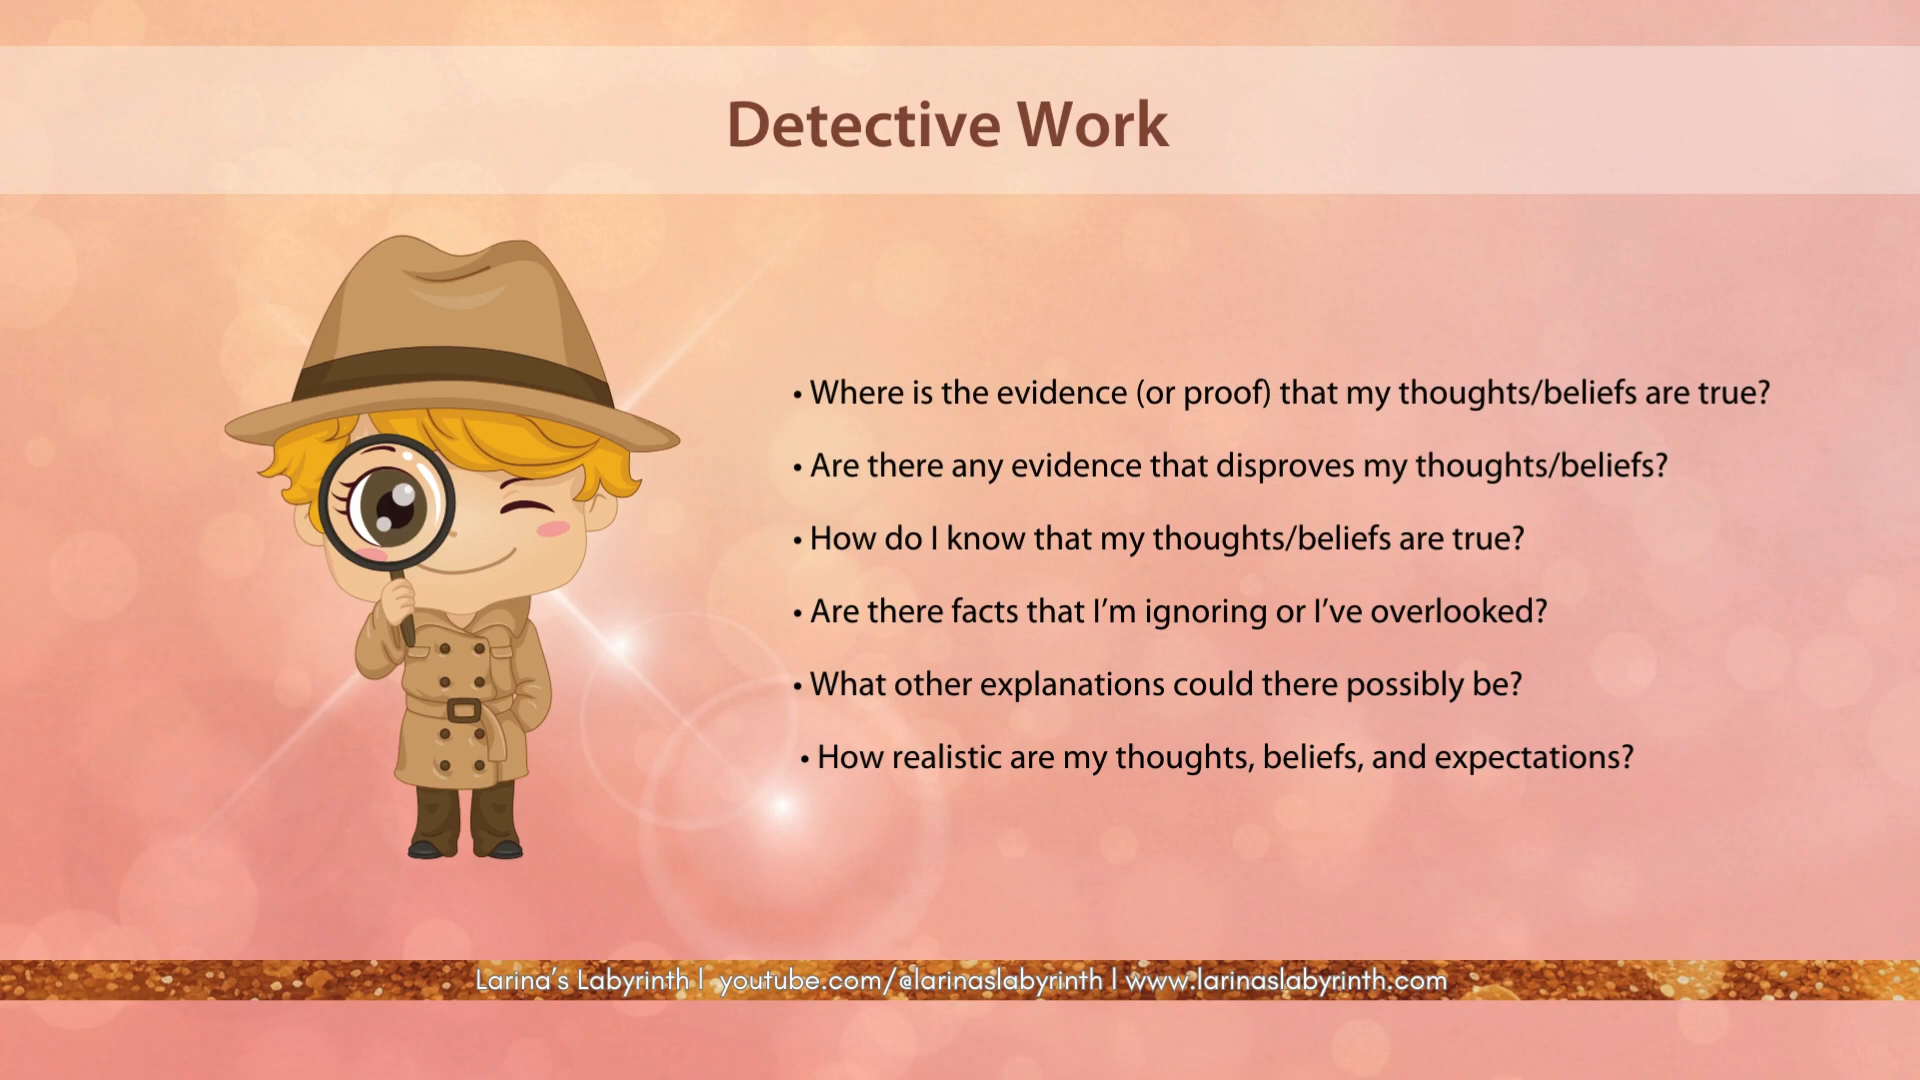 Detective Work
• Where is the evidence (or proof) that my thoughts/beliefs are true?
• Are there any evidence that disproves my thoughts/beliefs?
• How do I know that my thoughts/beliefs are true?
• Are there facts that I’m ignoring or I’ve overlooked?
• What other explanations could there possibly be?
• How realistic are my thoughts, beliefs, and expectations?
Larina’s Labyrinth | youtube.com/@larinaslabyrinth | www.larinaslabyrinth.com